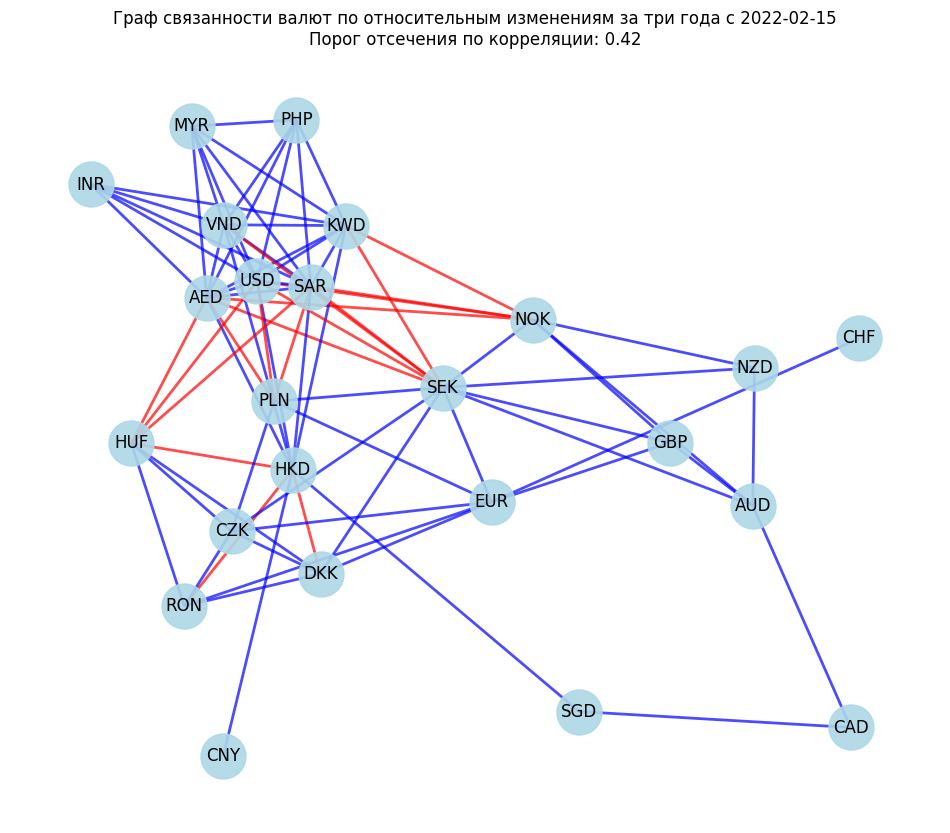 Граф связанности валют по относительным изменениям за три года с 2022-02-15
Порог отсечения по корреляции: 0.42
PHP
MYR
INR
VND
KWD
USD
SAR
AED
NOK
CHF
NZD
SEK
PLN
HUF
GBP
HKD
EUR
AUD
CZK
DKK
RON
SGD
CAD
CNY